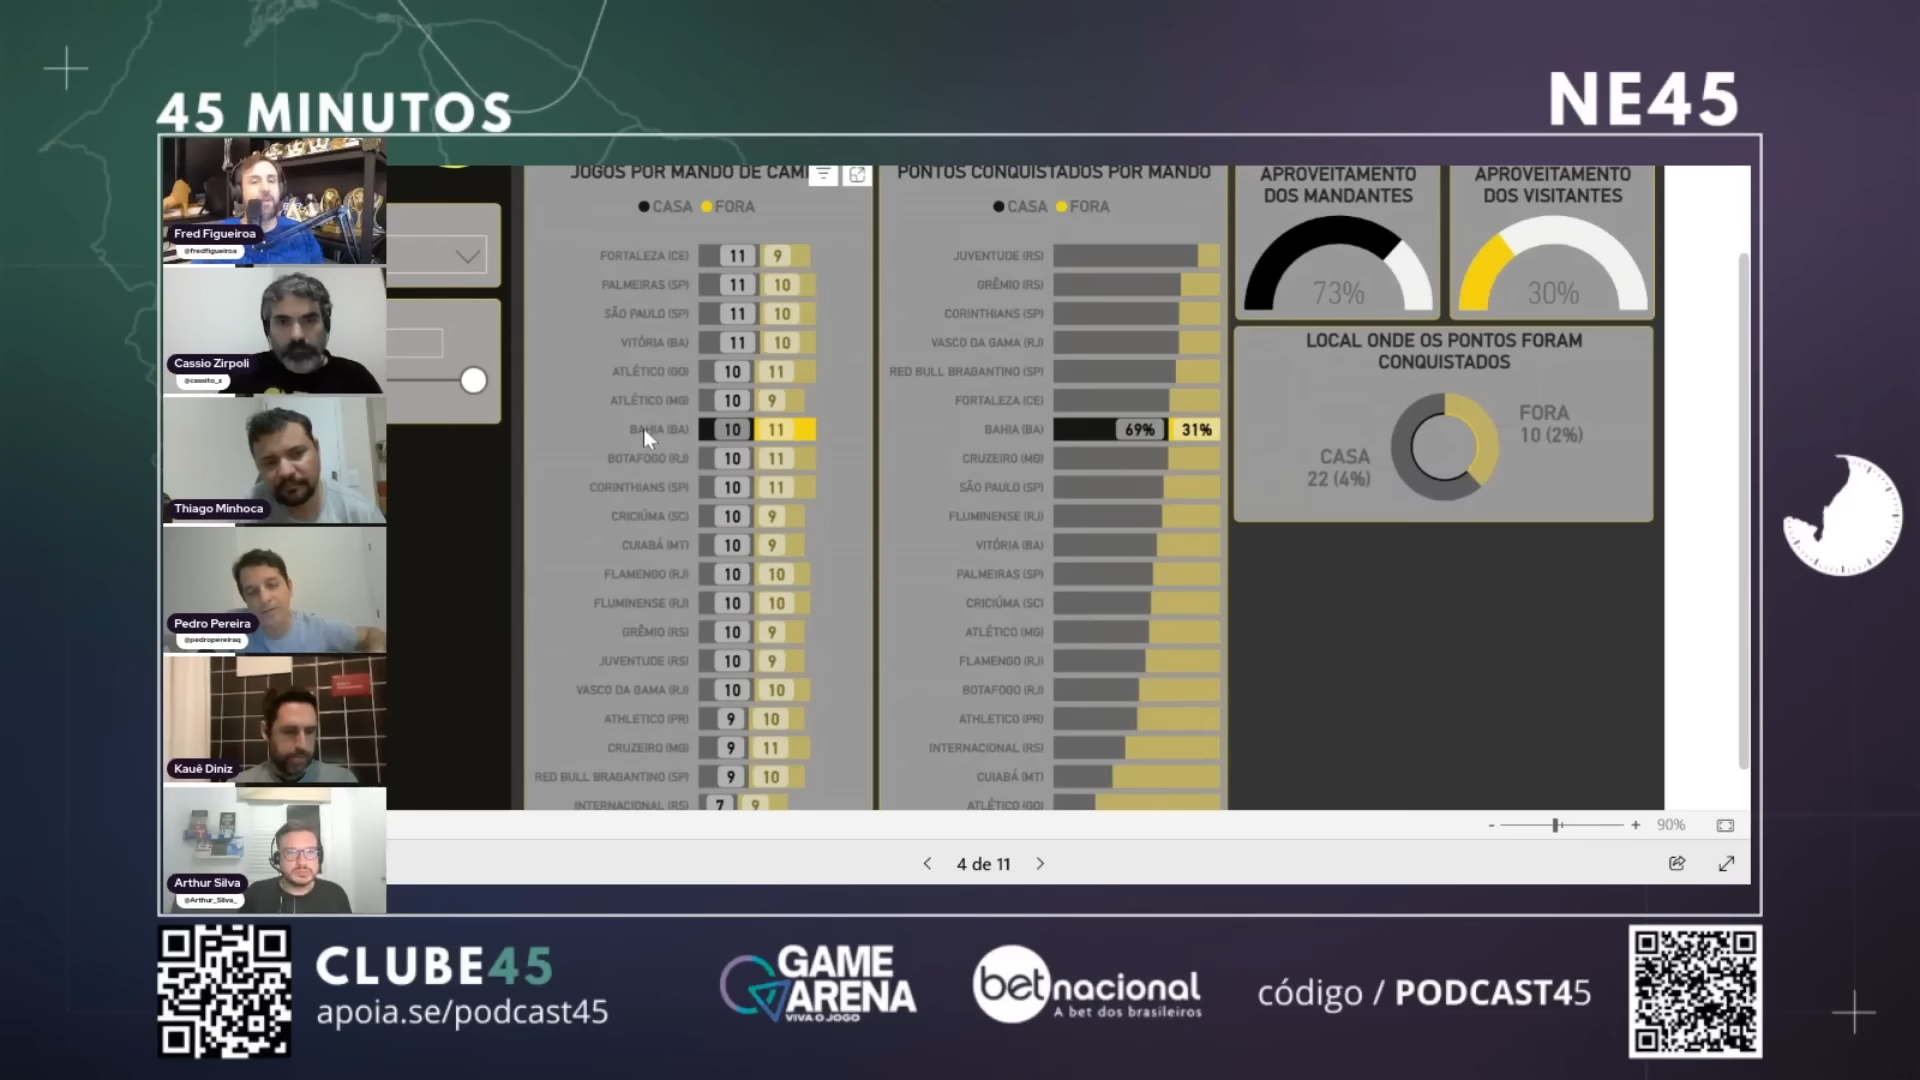 45 MINUTOS
NE45
Fred Figueiroa
@fredfigueiroa
Cassio Zirpoli
@cassito_z
Thiago Minhoca
Pedro Pereira
@pedropereiraq
Kauê Diniz
Arthur Silva
@Arthur_Silva_
JOGOS POR MANDO DE CAM
CASA FORA
FORTALEZA (CE) 11 9
PALMEIRAS (SP) 11 10
SÃO PAULO (SP) 11 10
VITÓRIA (BA) 11 10
ATLÉTICO (GO) 10 11
ATLÉTICO (MG) 10 9
BAHIA (BA) 10 11
BOTAFOGO (RJ) 10 11
CORINTHIANS (SP) 10 11
CRICIÚMA (SC) 10 9
CUIABÁ (MT) 10 9
FLAMENGO (RJ) 10 10
FLUMINENSE (RJ) 10 10
GRÊMIO (RS) 10 9
JUVENTUDE (RS) 10 9
VASCO DA GAMA (RJ) 10 10
ATHLETICO (PR) 9 10
CRUZEIRO (MG) 9 11
RED BULL BRAGANTINO (SP) 9 10
INTERNACIONAL (RS) 7 9
PONTOS CONQUISTADOS POR MANDO
CASA FORA
JUVENTUDE (RS)
GRÊMIO (RS)
CORINTHIANS (SP)
VASCO DA GAMA (RJ)
RED BULL BRAGANTINO (SP)
FORTALEZA (CE)
BAHIA (BA) 69% 31%
CRUZEIRO (MG)
SÃO PAULO (SP)
FLUMINENSE (RJ)
VITÓRIA (BA)
PALMEIRAS (SP)
CRICIÚMA (SC)
ATLÉTICO (MG)
FLAMENGO (RJ)
BOTAFOGO (RJ)
ATHLETICO (PR)
INTERNACIONAL (RS)
CUIABÁ (MT)
ATLÉTICO (GO)
APROVEITAMENTO
DOS MANDANTES
73%
APROVEITAMENTO
DOS VISITANTES
30%
LOCAL ONDE OS PONTOS FORAM
CONQUISTADOS
FORA
10 (2%)
CASA
22 (4%)
- + 90%
4 de 11
CLUBE45
apoia.se/podcast45
GAME
ARENA
VIVA O JOGO
betnacional
A bet dos brasileiros
código / PODCAST45